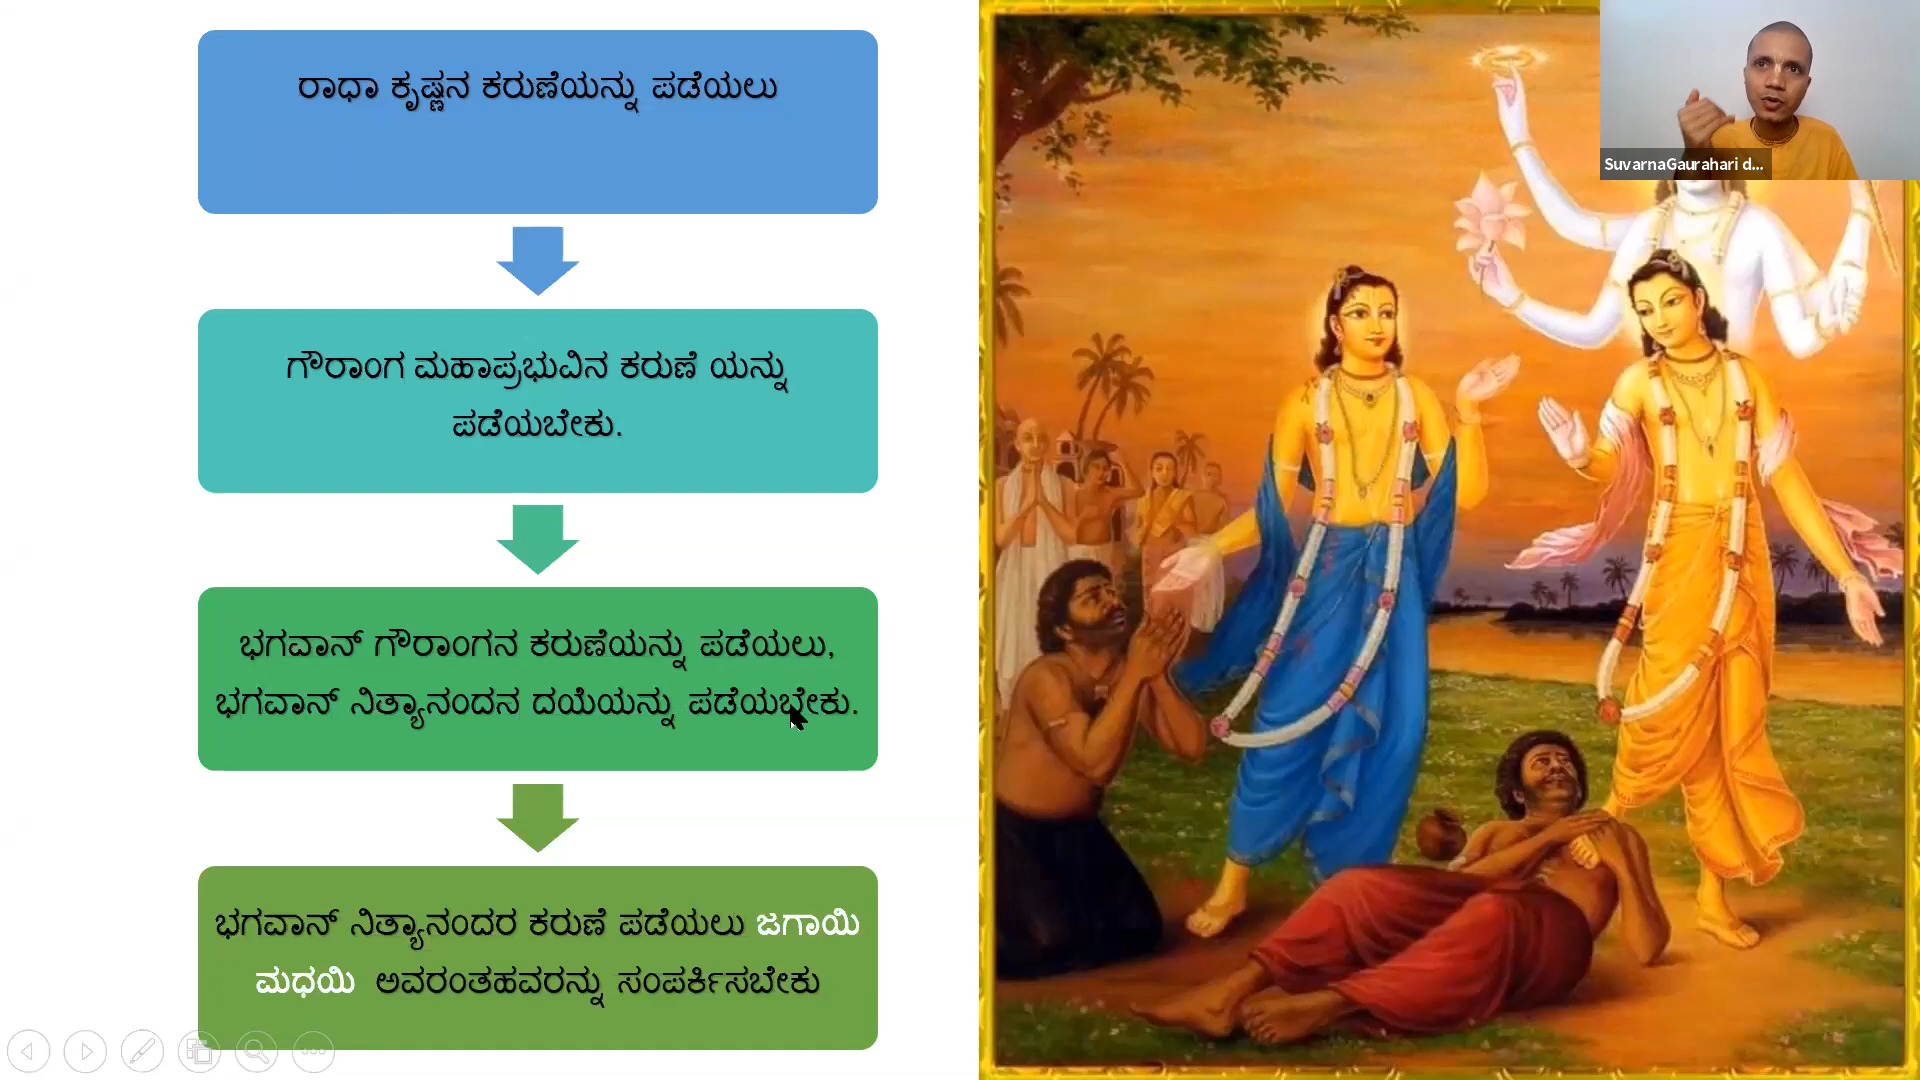 ರಾಧಾ ಕೃಷ್ಣನ ಕರುಣೆಯನ್ನು ಪಡೆಯಲು
ಗೌರಾಂಗ ಮಹಾಪ್ರಭುವಿನ ಕರುಣೆ ಯನ್ನು
ಪಡೆಯಬೇಕು.
ಭಗವಾನ್ ಗೌರಾಂಗನ ಕರುಣೆಯನ್ನು ಪಡೆಯಲು,
ಭಗವಾನ್ ನಿತ್ಯಾನಂದನ ದಯೆಯನ್ನು ಪಡೆಯಬೇಕು.
ಭಗವಾನ್ ನಿತ್ಯಾನಂದರ ಕರುಣೆ ಪಡೆಯಲು ಜಗಾಯಿ
ಮಧಯಿ ಅವರಂತಹವರನ್ನು ಸಂಪರ್ಕಿಸಬೇಕು
SuvarnaGaurahari d...